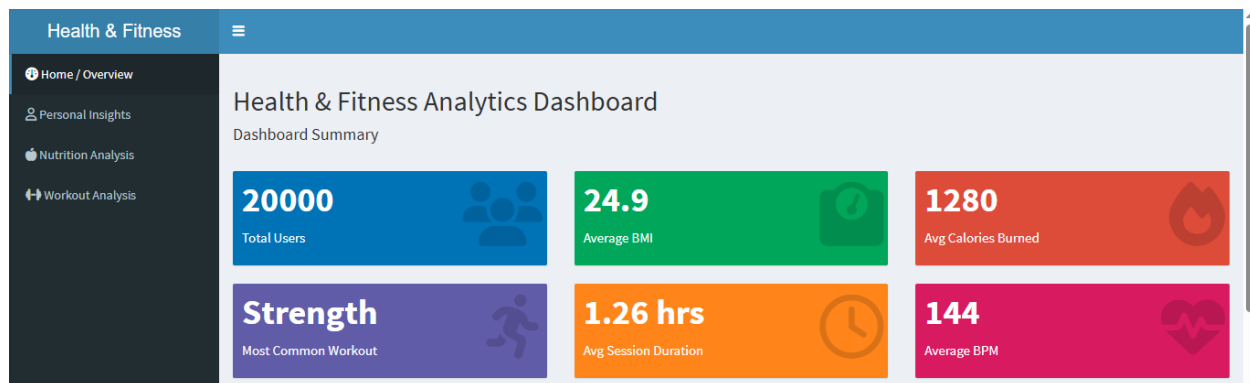 Health & Fitness
Home / Overview
Personal Insights
Nutrition Analysis
Workout Analysis
Health & Fitness Analytics Dashboard
Dashboard Summary
20000
Total Users
24.9
Average BMI
1280
Avg Calories Burned
Strength
Most Common Workout
1.26 hrs
Avg Session Duration
144
Average BPM